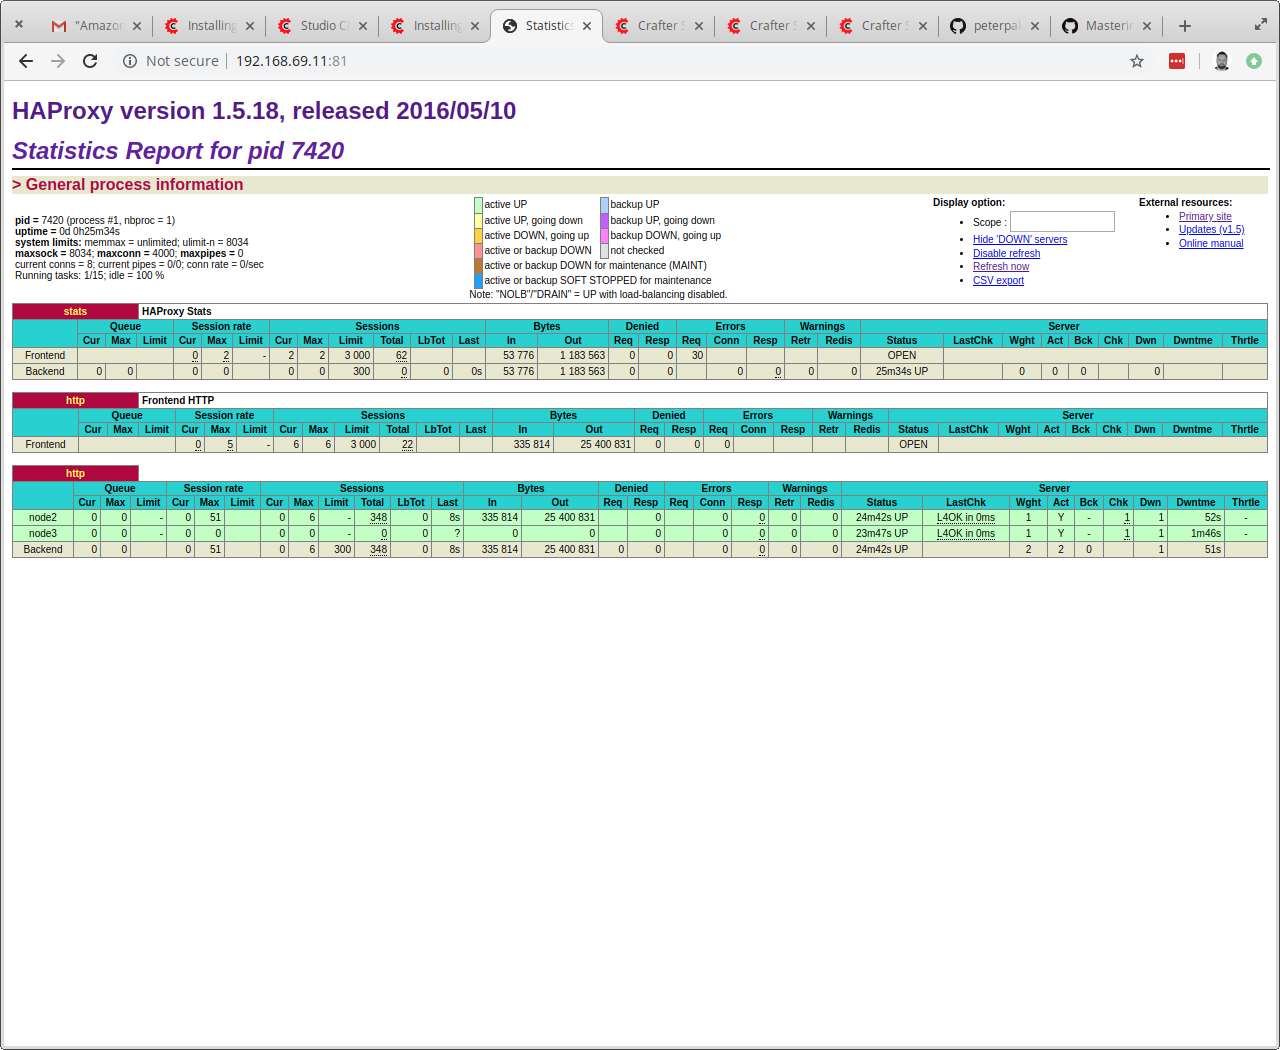 "Amazon
Installing
Studio Cl
Installing
Statistics
Crafter S
Crafter S
Crafter S
peterpak
Masterin
Not secure 192.168.69.11:81
HAProxy version 1.5.18, released 2016/05/10
Statistics Report for pid 7420
> General process information
pid = 7420 (process #1, nbproc = 1)
uptime = 0d 0h25m34s
system limits: memmax = unlimited; ulimit-n = 8034
maxsock = 8034; maxconn = 4000; maxpipes = 0
current conns = 8; current pipes = 0/0; conn rate = 0/sec
Running tasks: 1/15; idle = 100 %
active UP backup UP
active UP, going down backup UP, going down
active DOWN, going up backup DOWN, going up
active or backup DOWN not checked
active or backup DOWN for maintenance (MAINT)
active or backup SOFT STOPPED for maintenance
Note: "NOLB"/"DRAIN" = UP with load-balancing disabled.
Display option:
Scope :
Hide 'DOWN' servers
Disable refresh
Refresh now
CSV export
External resources:
Primary site
Updates (v1.5)
Online manual
stats HAProxy Stats
Queue Session rate Sessions Bytes Denied Errors Warnings Server
Cur Max Limit Cur Max Limit Cur Max Limit Total LbTot Last In Out Req Resp Req Conn Resp Retr Redis Status LastChk Wght Act Bck Chk Dwn Dwntme Thrtle
Frontend 0 2 - 2 2 3 000 62 53 776 1 183 563 0 0 30 OPEN
Backend 0 0 0 0 0 0 300 0 0 0s 53 776 1 183 563 0 0 0 0 0 0 25m34s UP 0 0 0 0
http Frontend HTTP
Queue Session rate Sessions Bytes Denied Errors Warnings Server
Cur Max Limit Cur Max Limit Cur Max Limit Total LbTot Last In Out Req Resp Req Conn Resp Retr Redis Status LastChk Wght Act Bck Chk Dwn Dwntme Thrtle
Frontend 0 5 - 6 6 3 000 22 335 814 25 400 831 0 0 0 OPEN
http
Queue Session rate Sessions Bytes Denied Errors Warnings Server
Cur Max Limit Cur Max Limit Cur Max Limit Total LbTot Last In Out Req Resp Req Conn Resp Retr Redis Status LastChk Wght Act Bck Chk Dwn Dwntme Thrtle
node2 0 0 - 0 51 0 6 - 348 0 8s 335 814 25 400 831 0 0 0 0 0 24m42s UP L4OK in 0ms 1 Y - 1 1 52s -
node3 0 0 - 0 0 0 0 - 0 0 ? 0 0 0 0 0 0 0 23m47s UP L4OK in 0ms 1 Y - 1 1 1m46s -
Backend 0 0 0 51 0 6 300 348 0 8s 335 814 25 400 831 0 0 0 0 0 0 24m42s UP 2 2 0 1 51s